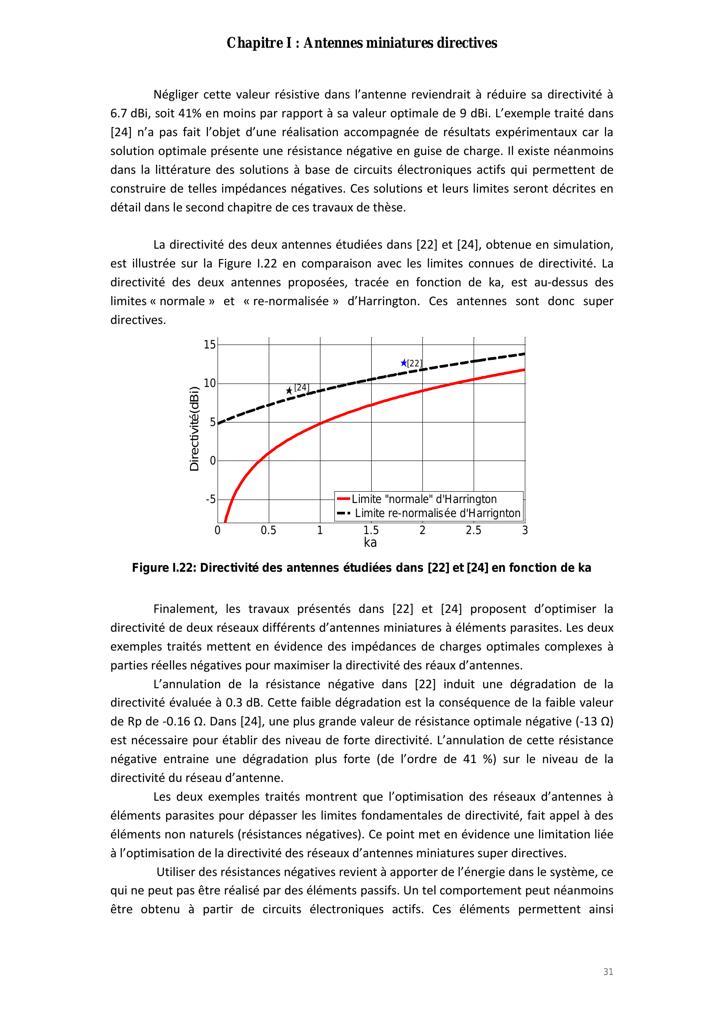 Chapitre I : Antennes miniatures directives
Négliger cette valeur résistive dans l’antenne reviendrait à réduire sa directivité à
6.7 dBi, soit 41% en moins par rapport à sa valeur optimale de 9 dBi. L’exemple traité dans
[24] n’a pas fait l’objet d’une réalisation accompagnée de résultats expérimentaux car la
solution optimale présente une résistance négative en guise de charge. Il existe néanmoins
dans la littérature des solutions à base de circuits électroniques actifs qui permettent de
construire de telles impédances négatives. Ces solutions et leurs limites seront décrites en
détail dans le second chapitre de ces travaux de thèse.
La directivité des deux antennes étudiées dans [22] et [24], obtenue en simulation,
est illustrée sur la Figure I.22 en comparaison avec les limites connues de directivité. La
directivité des deux antennes proposées, tracée en fonction de ka, est au-dessus des
limites « normale » et « re-normalisée » d’Harrington. Ces antennes sont donc super
directives.
15
10
5
0
-5
Directivité(dBi)
[24]
[22]
Limite "normale" d'Harrington
Limite re-normalisée d'Harrignton
0 0.5 1 1.5 2 2.5 3
ka
Figure I.22: Directivité des antennes étudiées dans [22] et [24] en fonction de ka
Finalement, les travaux présentés dans [22] et [24] proposent d’optimiser la
directivité de deux réseaux différents d’antennes miniatures à éléments parasites. Les deux
exemples traités mettent en évidence des impédances de charges optimales complexes à
parties réelles négatives pour maximiser la directivité des réaux d’antennes.
L’annulation de la résistance négative dans [22] induit une dégradation de la
directivité évaluée à 0.3 dB. Cette faible dégradation est la conséquence de la faible valeur
de Rp de -0.16 Ω. Dans [24], une plus grande valeur de résistance optimale négative (-13 Ω)
est nécessaire pour établir des niveau de forte directivité. L’annulation de cette résistance
négative entraine une dégradation plus forte (de l’ordre de 41 %) sur le niveau de la
directivité du réseau d’antenne.
Les deux exemples traités montrent que l’optimisation des réseaux d’antennes à
éléments parasites pour dépasser les limites fondamentales de directivité, fait appel à des
éléments non naturels (résistances négatives). Ce point met en évidence une limitation liée
à l’optimisation de la directivité des réseaux d’antennes miniatures super directives.
Utiliser des résistances négatives revient à apporter de l’énergie dans le système, ce
qui ne peut pas être réalisé par des éléments passifs. Un tel comportement peut néanmoins
être obtenu à partir de circuits électroniques actifs. Ces éléments permettent ainsi
31